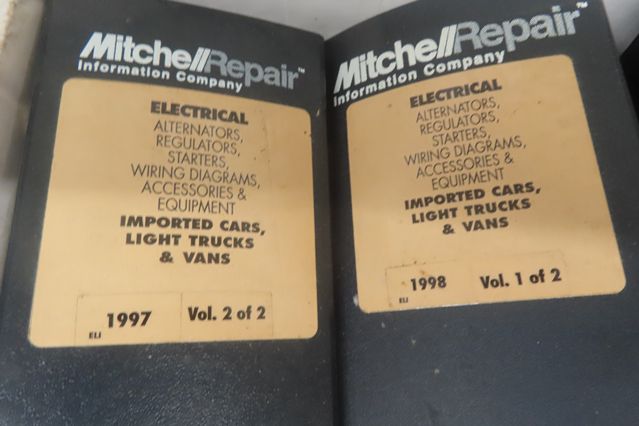 Mitchell Repair™
Information Company
ELECTRICAL
ALTERNATORS,
REGULATORS,
STARTERS,
WIRING DIAGRAMS,
ACCESSORIES &
EQUIPMENT
IMPORTED CARS,
LIGHT TRUCKS
& VANS
ELI 1997 Vol. 2 of 2
Mitchell Repair™
Information Company
ELECTRICAL
ALTERNATORS,
REGULATORS,
STARTERS,
WIRING DIAGRAMS,
ACCESSORIES &
EQUIPMENT
IMPORTED CARS,
LIGHT TRUCKS
& VANS
ELI 1998 Vol. 1 of 2